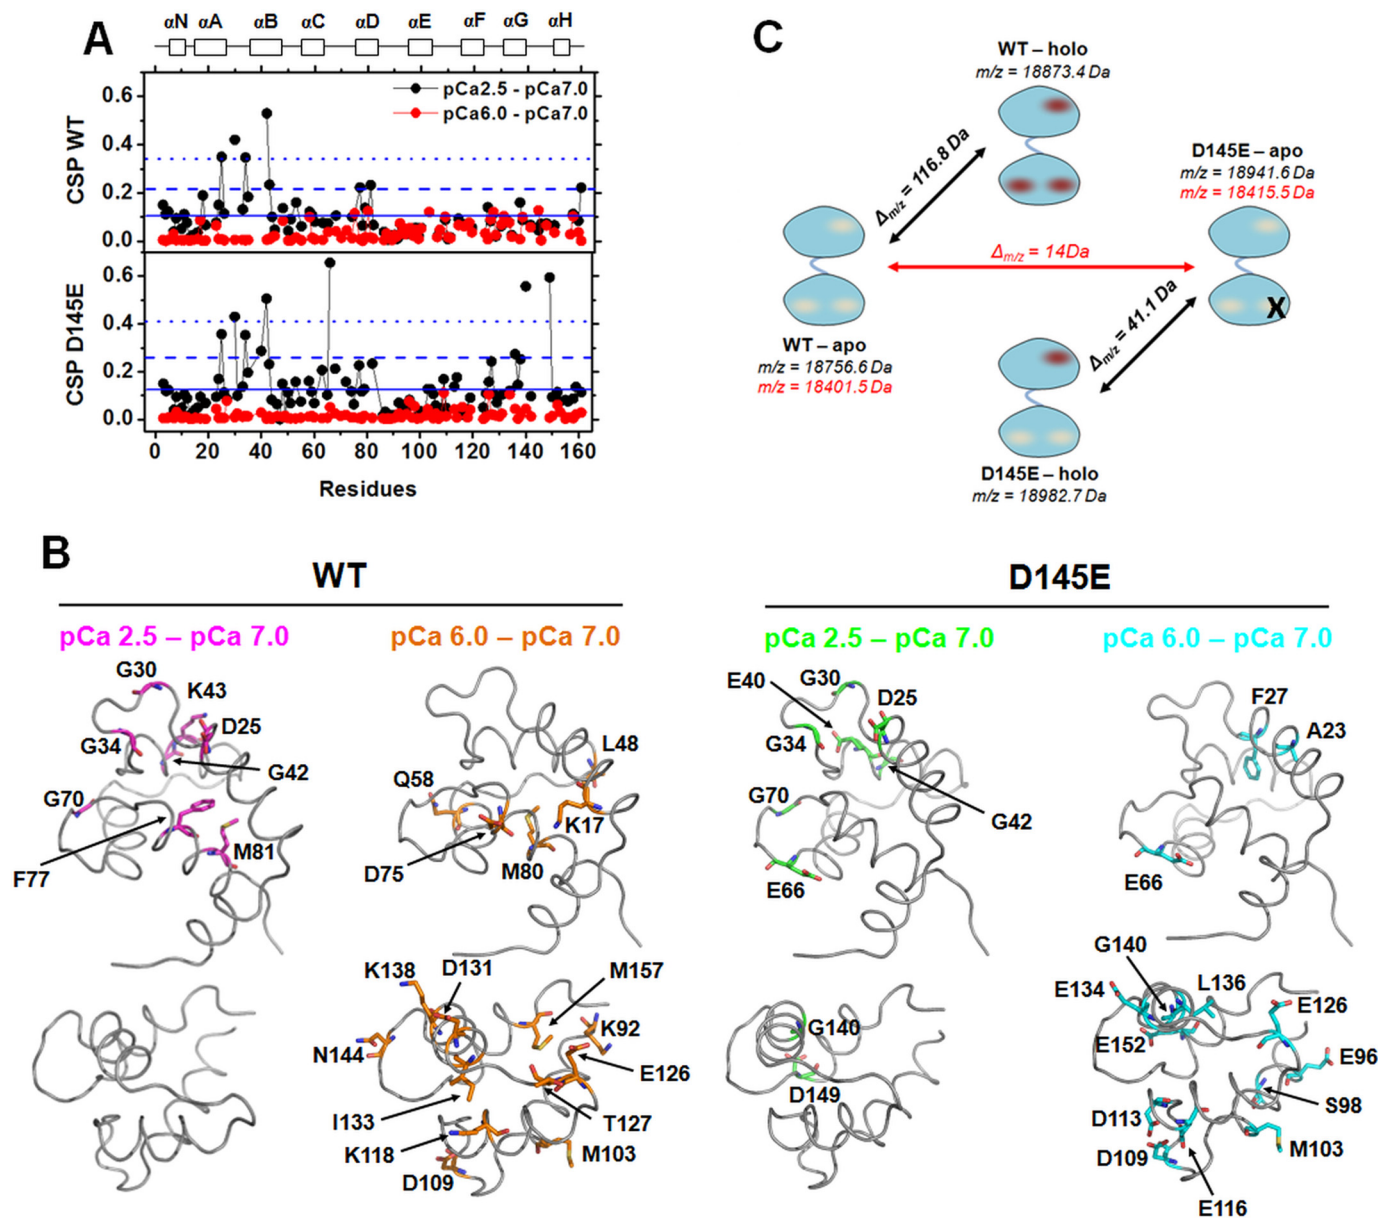 A
αN αA αB αC αD αE αF αG αH
pCa2.5 - pCa7.0
pCa6.0 - pCa7.0
CSP WT
0.6
0.4
0.2
0.0
CSP D145E
0.6
0.4
0.2
0.0
0 20 40 60 80 100 120 140 160
Residues
C
WT – holo
m/z = 18873.4 Da
Δm/z = 116.8 Da
D145E – apo
m/z = 18941.6 Da
m/z = 18415.5 Da
Δm/z = 14Da
X
WT – apo
m/z = 18756.6 Da
m/z = 18401.5 Da
Δm/z = 41.1 Da
D145E – holo
m/z = 18982.7 Da
B
WT
pCa 2.5 – pCa 7.0
G30
K43
D25
G34
G42
G70
M81
F77
pCa 6.0 – pCa 7.0
L48
Q58
K17
D75
M80
K138
D131
M157
K92
N144
E126
I133
T127
K118
M103
D109
D145E
pCa 2.5 – pCa 7.0
E40
G30
D25
G34
G70
G42
E66
G140
D149
pCa 6.0 – pCa 7.0
F27
A23
E66
G140
E134
L136
E126
E152
E96
S98
D113
M103
D109
E116